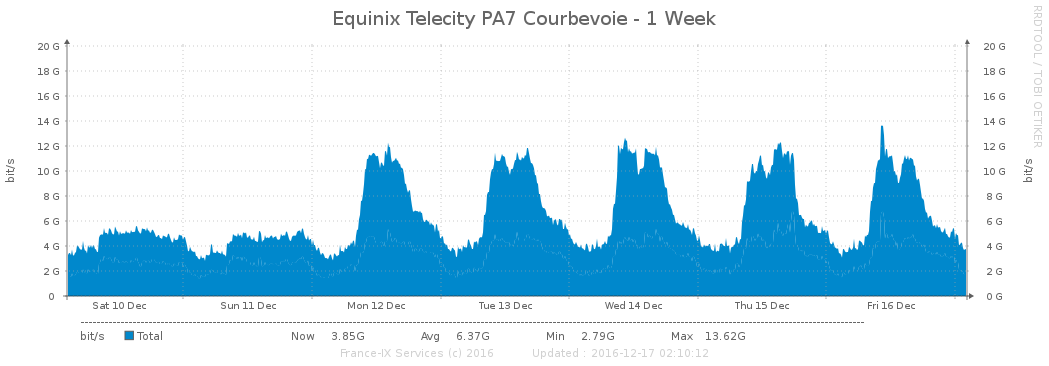 Equinix Telecity PA7 Courbevoie - 1 Week
RRDTOOL / TOBI OETIKER
bit/s
20 G
18 G
16 G
14 G
12 G
10 G
8 G
6 G
4 G
2 G
0
20 G
18 G
16 G
14 G
12 G
10 G
8 G
6 G
4 G
2 G
0 G
bit/s
Sat 10 Dec Sun 11 Dec Mon 12 Dec Tue 13 Dec Wed 14 Dec Thu 15 Dec Fri 16 Dec
bit/s Total Now 3.85G Avg 6.37G Min 2.79G Max 13.62G
France-IX Services (c) 2016 Updated : 2016-12-17 02:10:12